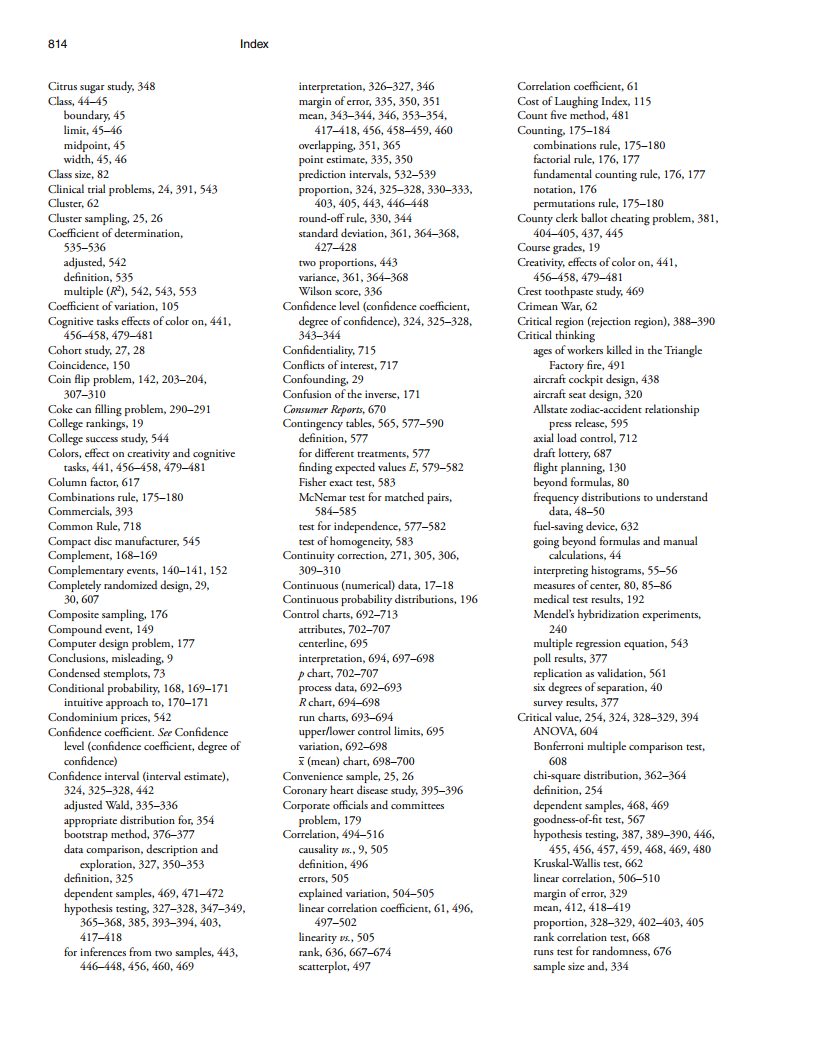 814 Index
Citrus sugar study, 348
Class, 44–45
boundary, 45
limit, 45–46
midpoint, 45
width, 45, 46
Class size, 82
Clinical trial problems, 24, 391, 543
Cluster, 62
Cluster sampling, 25, 26
Coefficient of determination,
535–536
adjusted, 542
definition, 535
multiple (R²), 542, 543, 553
Coefficient of variation, 105
Cognitive tasks effects of color on, 441,
456–458, 479–481
Cohort study, 27, 28
Coincidence, 150
Coin flip problem, 142, 203–204,
307–310
Coke can filling problem, 290–291
College rankings, 19
College success study, 544
Colors, effect on creativity and cognitive
tasks, 441, 456–458, 479–481
Column factor, 617
Combinations rule, 175–180
Commercials, 393
Common Rule, 718
Compact disc manufacturer, 545
Complement, 168–169
Complementary events, 140–141, 152
Completely randomized design, 29,
30, 607
Composite sampling, 176
Compound event, 149
Computer design problem, 177
Conclusions, misleading, 9
Condensed stemplots, 73
Conditional probability, 168, 169–171
intuitive approach to, 170–171
Condominium prices, 542
Confidence coefficient. See Confidence
level (confidence coefficient, degree of
confidence)
Confidence interval (interval estimate),
324, 325–328, 442
adjusted Wald, 335–336
appropriate distribution for, 354
bootstrap method, 376–377
data comparison, description and
exploration, 327, 350–353
definition, 325
dependent samples, 469, 471–472
hypothesis testing, 327–328, 347–349,
365–368, 385, 393–394, 403,
417–418
for inferences from two samples, 443,
446–448, 456, 460, 469
interpretation, 326–327, 346
margin of error, 335, 350, 351
mean, 343–344, 346, 353–354,
417–418, 456, 458–459, 460
overlapping, 351, 365
point estimate, 335, 350
prediction intervals, 532–539
proportion, 324, 325–328, 330–333,
403, 405, 443, 446–448
round-off rule, 330, 344
standard deviation, 361, 364–368,
427–428
two proportions, 443
variance, 361, 364–368
Wilson score, 336
Confidence level (confidence coefficient,
degree of confidence), 324, 325–328,
343–344
Confidentiality, 715
Conflicts of interest, 717
Confounding, 29
Confusion of the inverse, 171
Consumer Reports, 670
Contingency tables, 565, 577–590
definition, 577
for different treatments, 577
finding expected values E, 579–582
Fisher exact test, 583
McNemar test for matched pairs,
584–585
test for independence, 577–582
test of homogeneity, 583
Continuity correction, 271, 305, 306,
309–310
Continuous (numerical) data, 17–18
Continuous probability distributions, 196
Control charts, 692–713
attributes, 702–707
centerline, 695
interpretation, 694, 697–698
p chart, 702–707
process data, 692–693
R chart, 694–698
run charts, 693–694
upper/lower control limits, 695
variation, 692–698
x̅ (mean) chart, 698–700
Convenience sample, 25, 26
Coronary heart disease study, 395–396
Corporate officials and committees
problem, 179
Correlation, 494–516
causality vs., 9, 505
definition, 496
errors, 505
explained variation, 504–505
linear correlation coefficient, 61, 496,
497–502
linearity vs., 505
rank, 636, 667–674
scatterplot, 497
Correlation coefficient, 61
Cost of Laughing Index, 115
Count five method, 481
Counting, 175–184
combinations rule, 175–180
factorial rule, 176, 177
fundamental counting rule, 176, 177
notation, 176
permutations rule, 175–180
County clerk ballot cheating problem, 381,
404–405, 437, 445
Course grades, 19
Creativity, effects of color on, 441,
456–458, 479–481
Crest toothpaste study, 469
Crimean War, 62
Critical region (rejection region), 388–390
Critical thinking
ages of workers killed in the Triangle
Factory fire, 491
aircraft cockpit design, 438
aircraft seat design, 320
Allstate zodiac-accident relationship
press release, 595
axial load control, 712
draft lottery, 687
flight planning, 130
beyond formulas, 80
frequency distributions to understand
data, 48–50
fuel-saving device, 632
going beyond formulas and manual
calculations, 44
interpreting histograms, 55–56
measures of center, 80, 85–86
medical test results, 192
Mendel's hybridization experiments,
240
multiple regression equation, 543
poll results, 377
replication as validation, 561
six degrees of separation, 40
survey results, 377
Critical value, 254, 324, 328–329, 394
ANOVA, 604
Bonferroni multiple comparison test,
608
chi-square distribution, 362–364
definition, 254
dependent samples, 468, 469
goodness-of-fit test, 567
hypothesis testing, 387, 389–390, 446,
455, 456, 457, 459, 468, 469, 480
Kruskal-Wallis test, 662
linear correlation, 506–510
margin of error, 329
mean, 412, 418–419
proportion, 328–329, 402–403, 405
rank correlation test, 668
runs test for randomness, 676
sample size and, 334